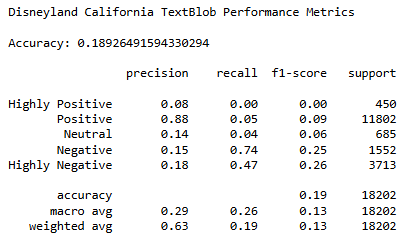 Disneyland California TextBlob Performance Metrics
Accuracy: 0.18926491594330294
precision recall f1-score support
Highly Positive 0.08 0.00 0.00 450
Positive 0.88 0.05 0.09 11802
Neutral 0.14 0.04 0.06 685
Negative 0.15 0.74 0.25 1552
Highly Negative 0.18 0.47 0.26 3713
accuracy 0.19 18202
macro avg 0.29 0.26 0.13 18202
weighted avg 0.63 0.19 0.13 18202